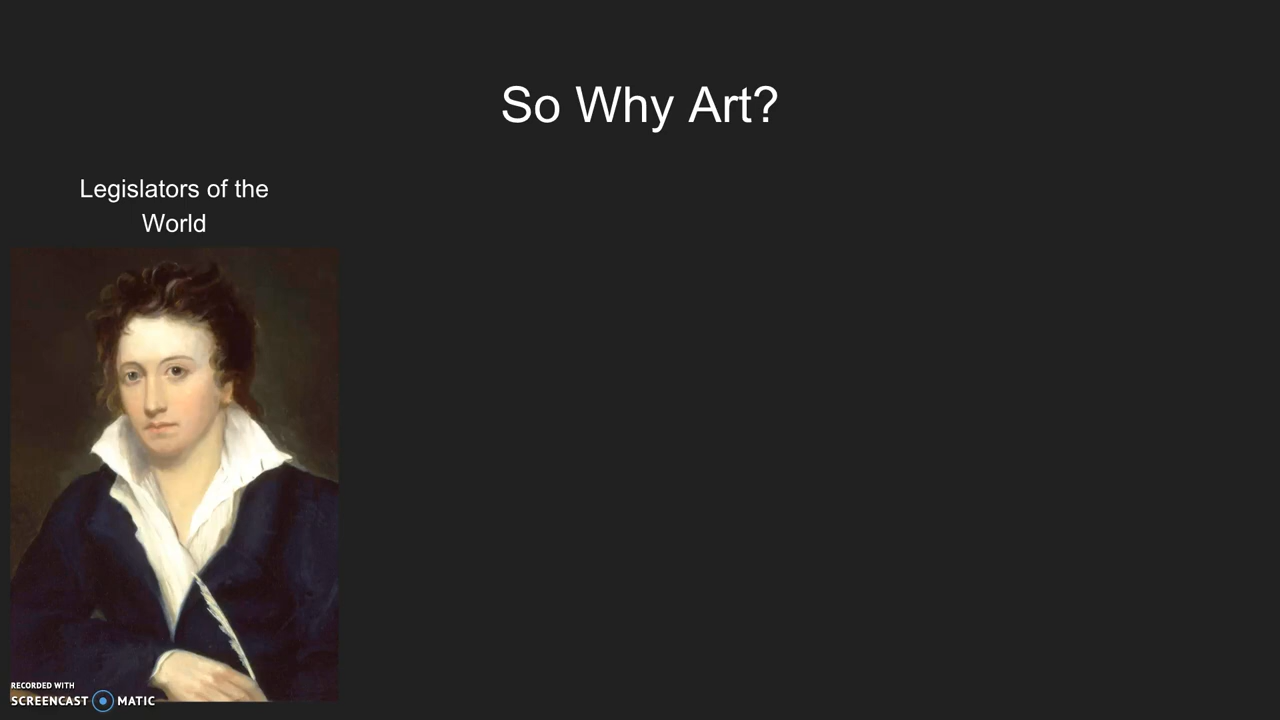 So Why Art?
Legislators of the
World
RECORDED WITH
SCREENCAST MATIC